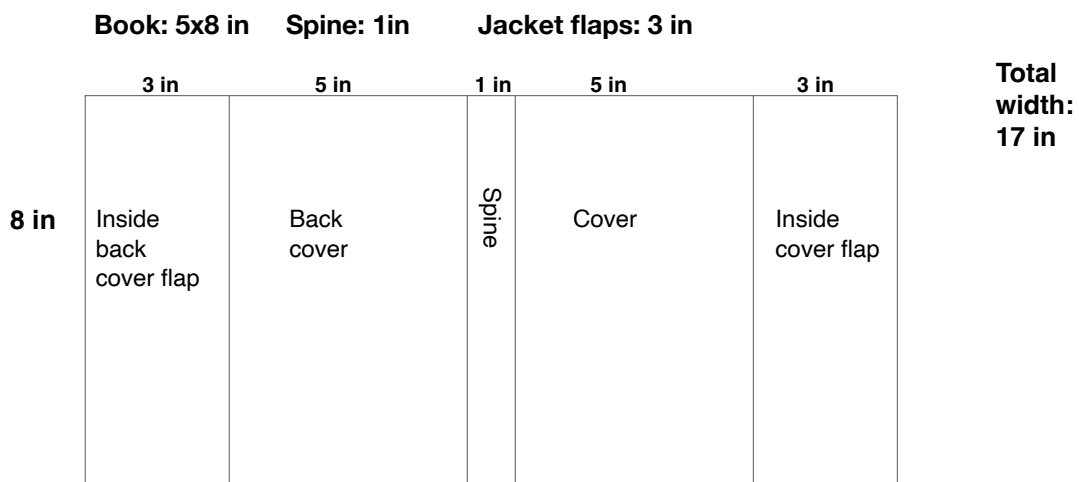 Book: 5x8 in Spine: 1in Jacket flaps: 3 in
3 in 5 in 1 in 5 in 3 in
Total
width:
17 in
8 in
Inside
back
cover flap
Back
cover
Spine
Cover
Inside
cover flap